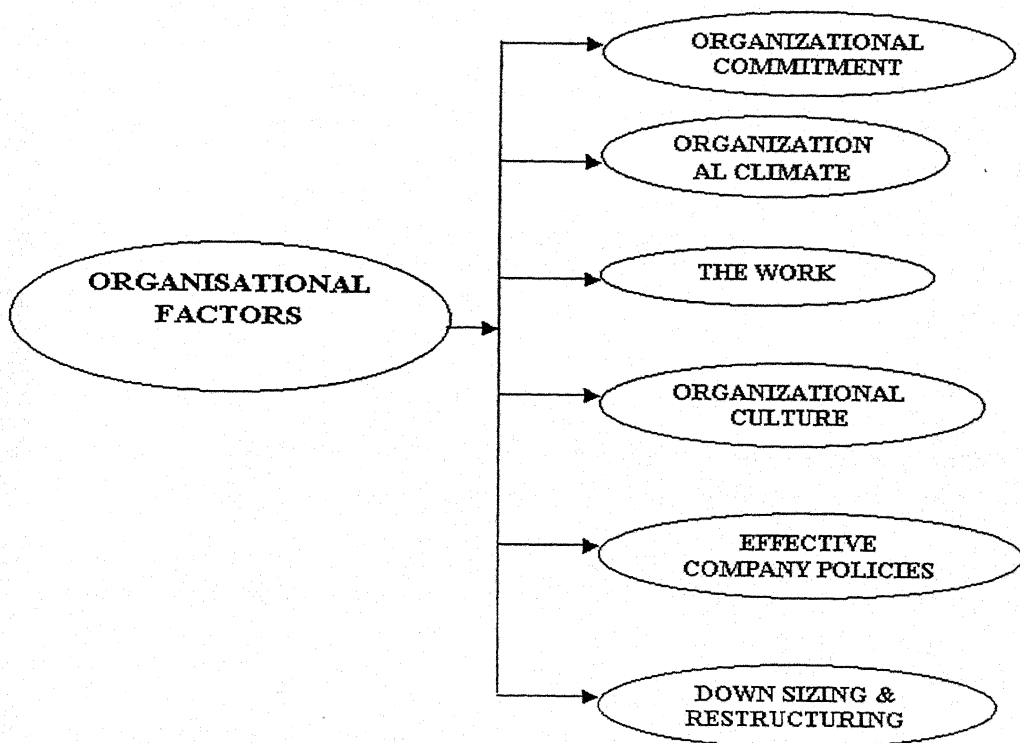 ORGANIZATIONAL
COMMITMENT
ORGANIZATION
AL CLIMATE
THE WORK
ORGANISATIONAL
FACTORS
ORGANIZATIONAL
CULTURE
EFFECTIVE
COMPANY POLICIES
DOWN SIZING &
RESTRUCTURING